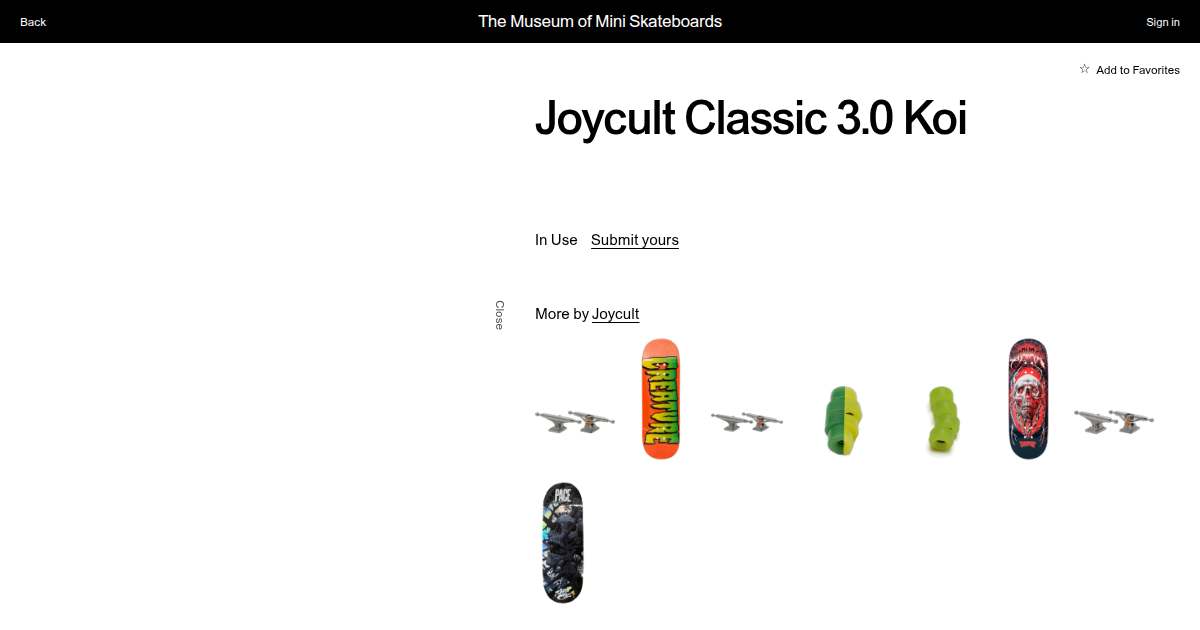 Back
The Museum of Mini Skateboards
Sign in
☆ Add to Favorites
Joycult Classic 3.0 Koi
In Use Submit yours
Close
More by Joycult
CREATURE
PACE